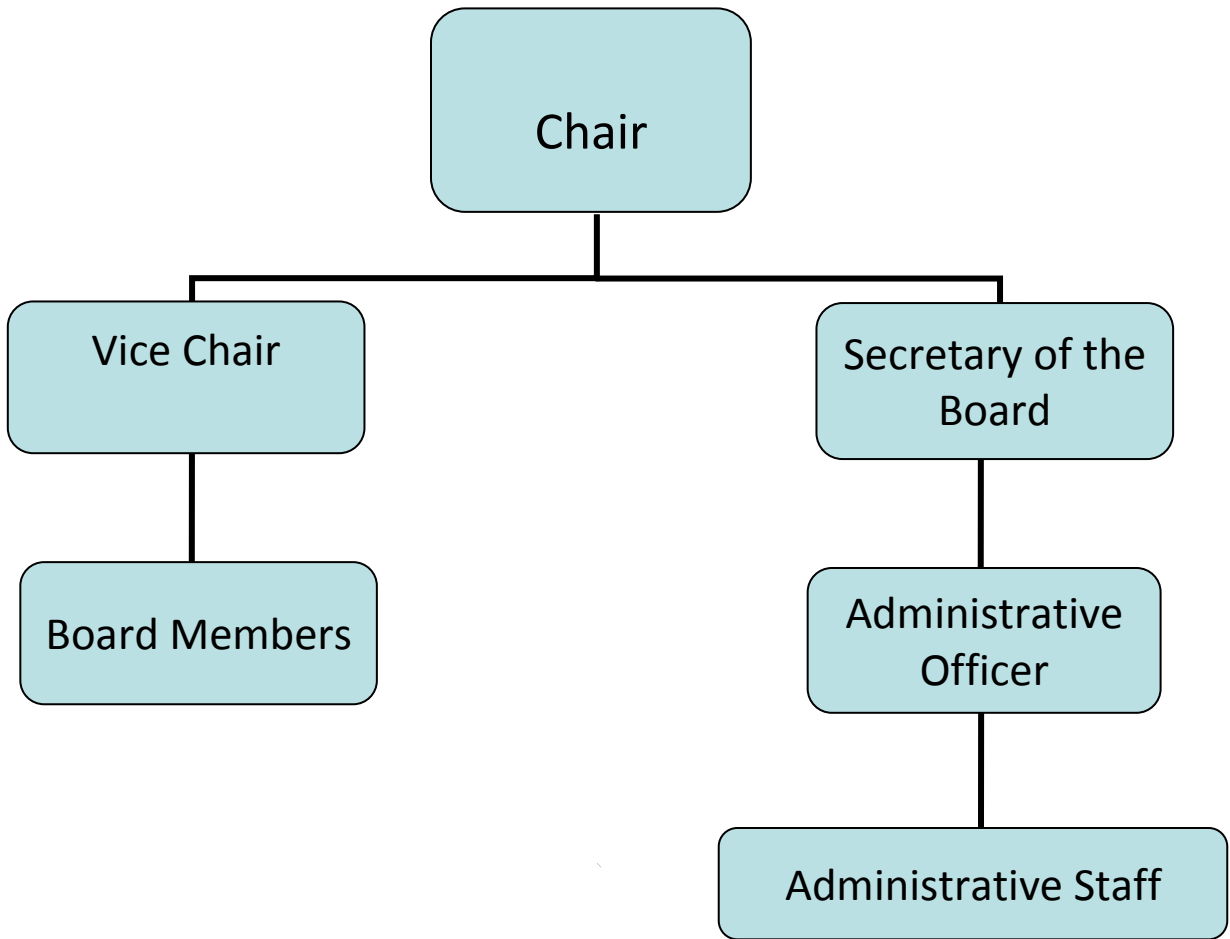 Chair
Vice Chair
Secretary of the
Board
Board Members
Administrative
Officer
Administrative Staff